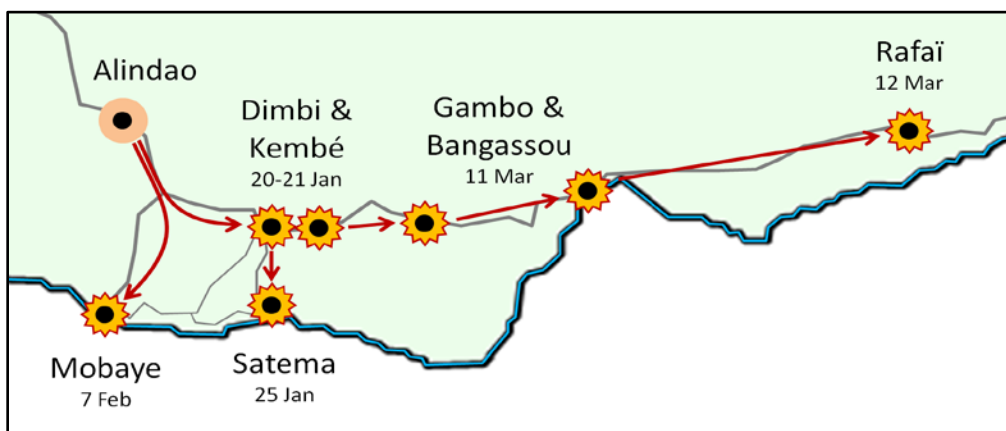 Alindao
Dimbi &
Kembé
20-21 Jan
Gambo &
Bangassou
11 Mar
Rafaï
12 Mar
Mobaye
7 Feb
Satema
25 Jan